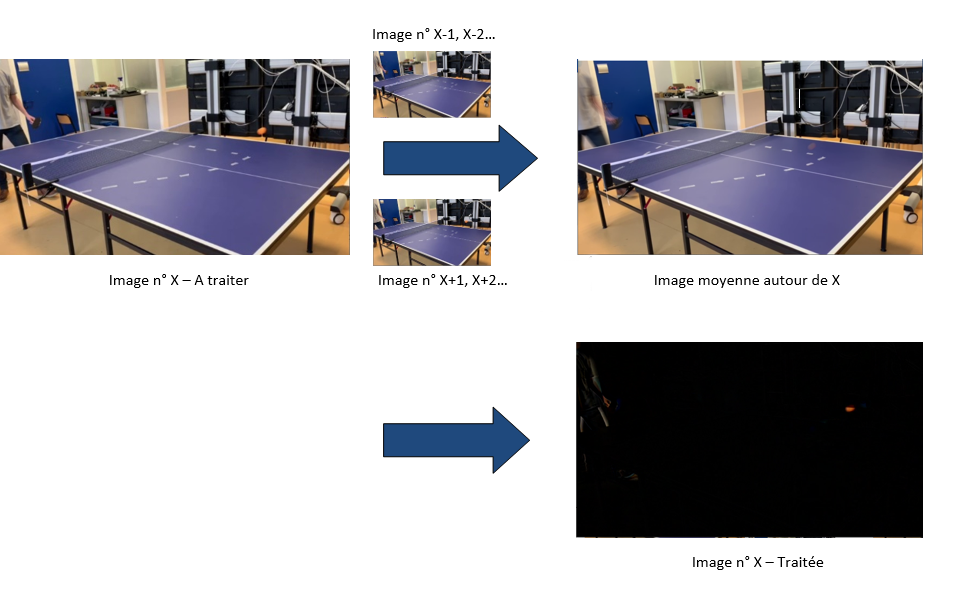 Image n° X-1, X-2…
Image n° X – A traiter
Image n° X+1, X+2…
Image moyenne autour de X
Image n° X – Traitée